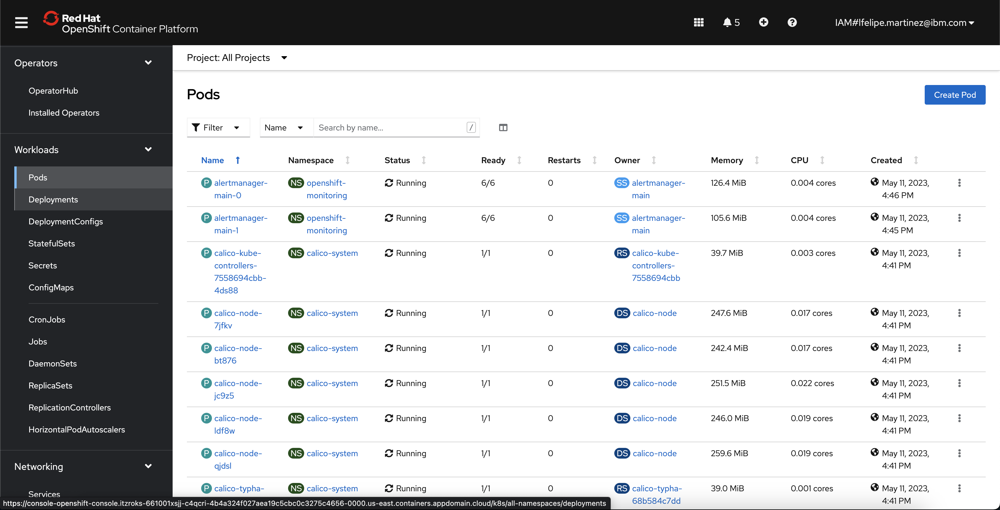 Red Hat
OpenShift Container Platform
5
IAM#lfelipe.martinez@ibm.com
Operators
OperatorHub
Installed Operators
Workloads
Pods
Deployments
DeploymentConfigs
StatefulSets
Secrets
ConfigMaps
CronJobs
Jobs
DaemonSets
ReplicaSets
ReplicationControllers
HorizontalPodAutoscalers
Networking
Services
Project: All Projects
Pods
Create Pod
Filter
Name
Search by name...
/
Name Namespace Status Ready Restarts Owner Memory CPU Created
P alertmanager- NS openshift- Running 6/6 0 SS alertmanager- 126.4 MiB 0.004 cores May 11, 2023,
main-0 monitoring main 4:46 PM
P alertmanager- NS openshift- Running 6/6 0 SS alertmanager- 105.6 MiB 0.004 cores May 11, 2023,
main-1 monitoring main 4:45 PM
P calico-kube- NS calico-system Running 1/1 0 RS calico-kube- 39.7 MiB 0.003 cores May 11, 2023,
controllers- controllers- 4:41 PM
7558694cbb- 7558694cbb
4ds88
P calico-node- NS calico-system Running 1/1 0 DS calico-node 247.6 MiB 0.017 cores May 11, 2023,
7jfkv 4:41 PM
P calico-node- NS calico-system Running 1/1 0 DS calico-node 242.4 MiB 0.017 cores May 11, 2023,
bt876 4:41 PM
P calico-node- NS calico-system Running 1/1 0 DS calico-node 251.5 MiB 0.022 cores May 11, 2023,
jc9z5 4:41 PM
P calico-node- NS calico-system Running 1/1 0 DS calico-node 246.0 MiB 0.019 cores May 11, 2023,
ldf8w 4:41 PM
P calico-node- NS calico-system Running 1/1 0 DS calico-node 259.6 MiB 0.019 cores May 11, 2023,
qjdsl 4:41 PM
P calico-typha- NS calico-system Running 1/1 0 RS calico-typha- 39.0 MiB 0.001 cores May 11, 2023,
68b584c7dd 4:41 PM
https://console-openshift-console.itzroks-661001xsjj-c4qcri-4b4a324f027aea19c5cbc0c3275c4656-0000.us-east.containers.appdomain.cloud/k8s/all-namespaces/deployments